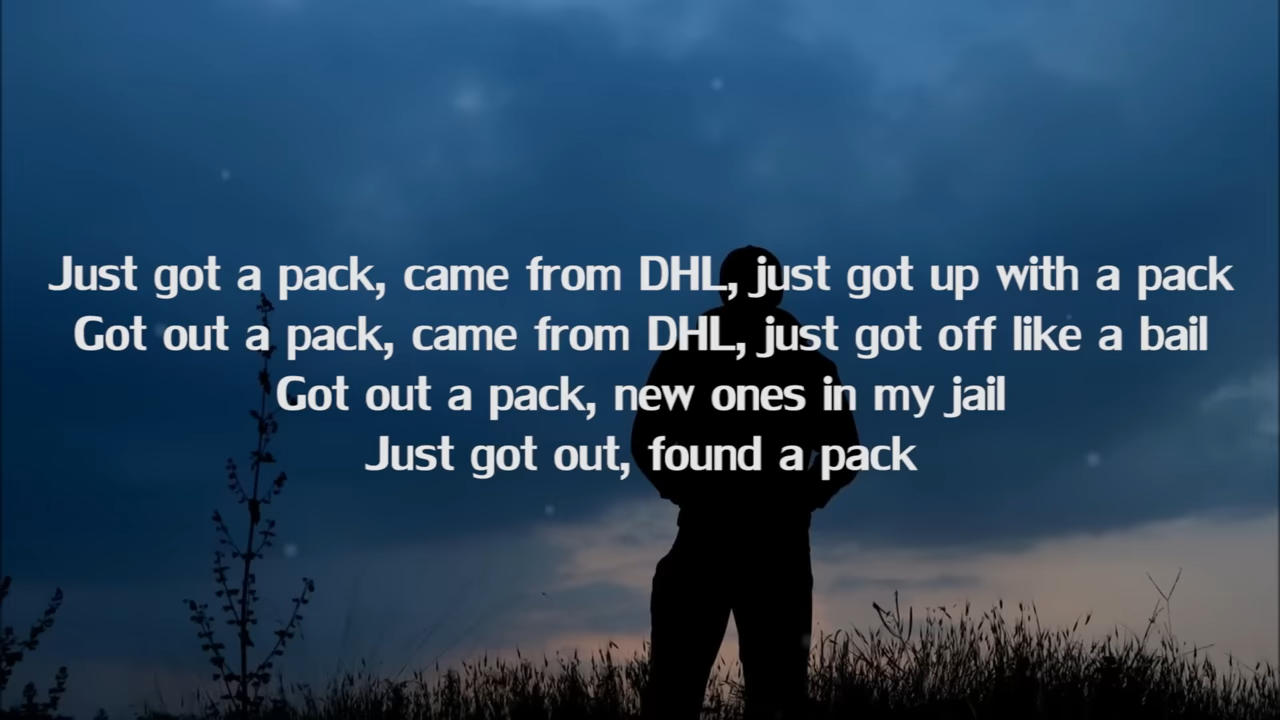 Just got a pack, came from DHL, just got up with a pack
Got out a pack, came from DHL, just got off like a bail
Got out a pack, new ones in my jail
Just got out, found a pack